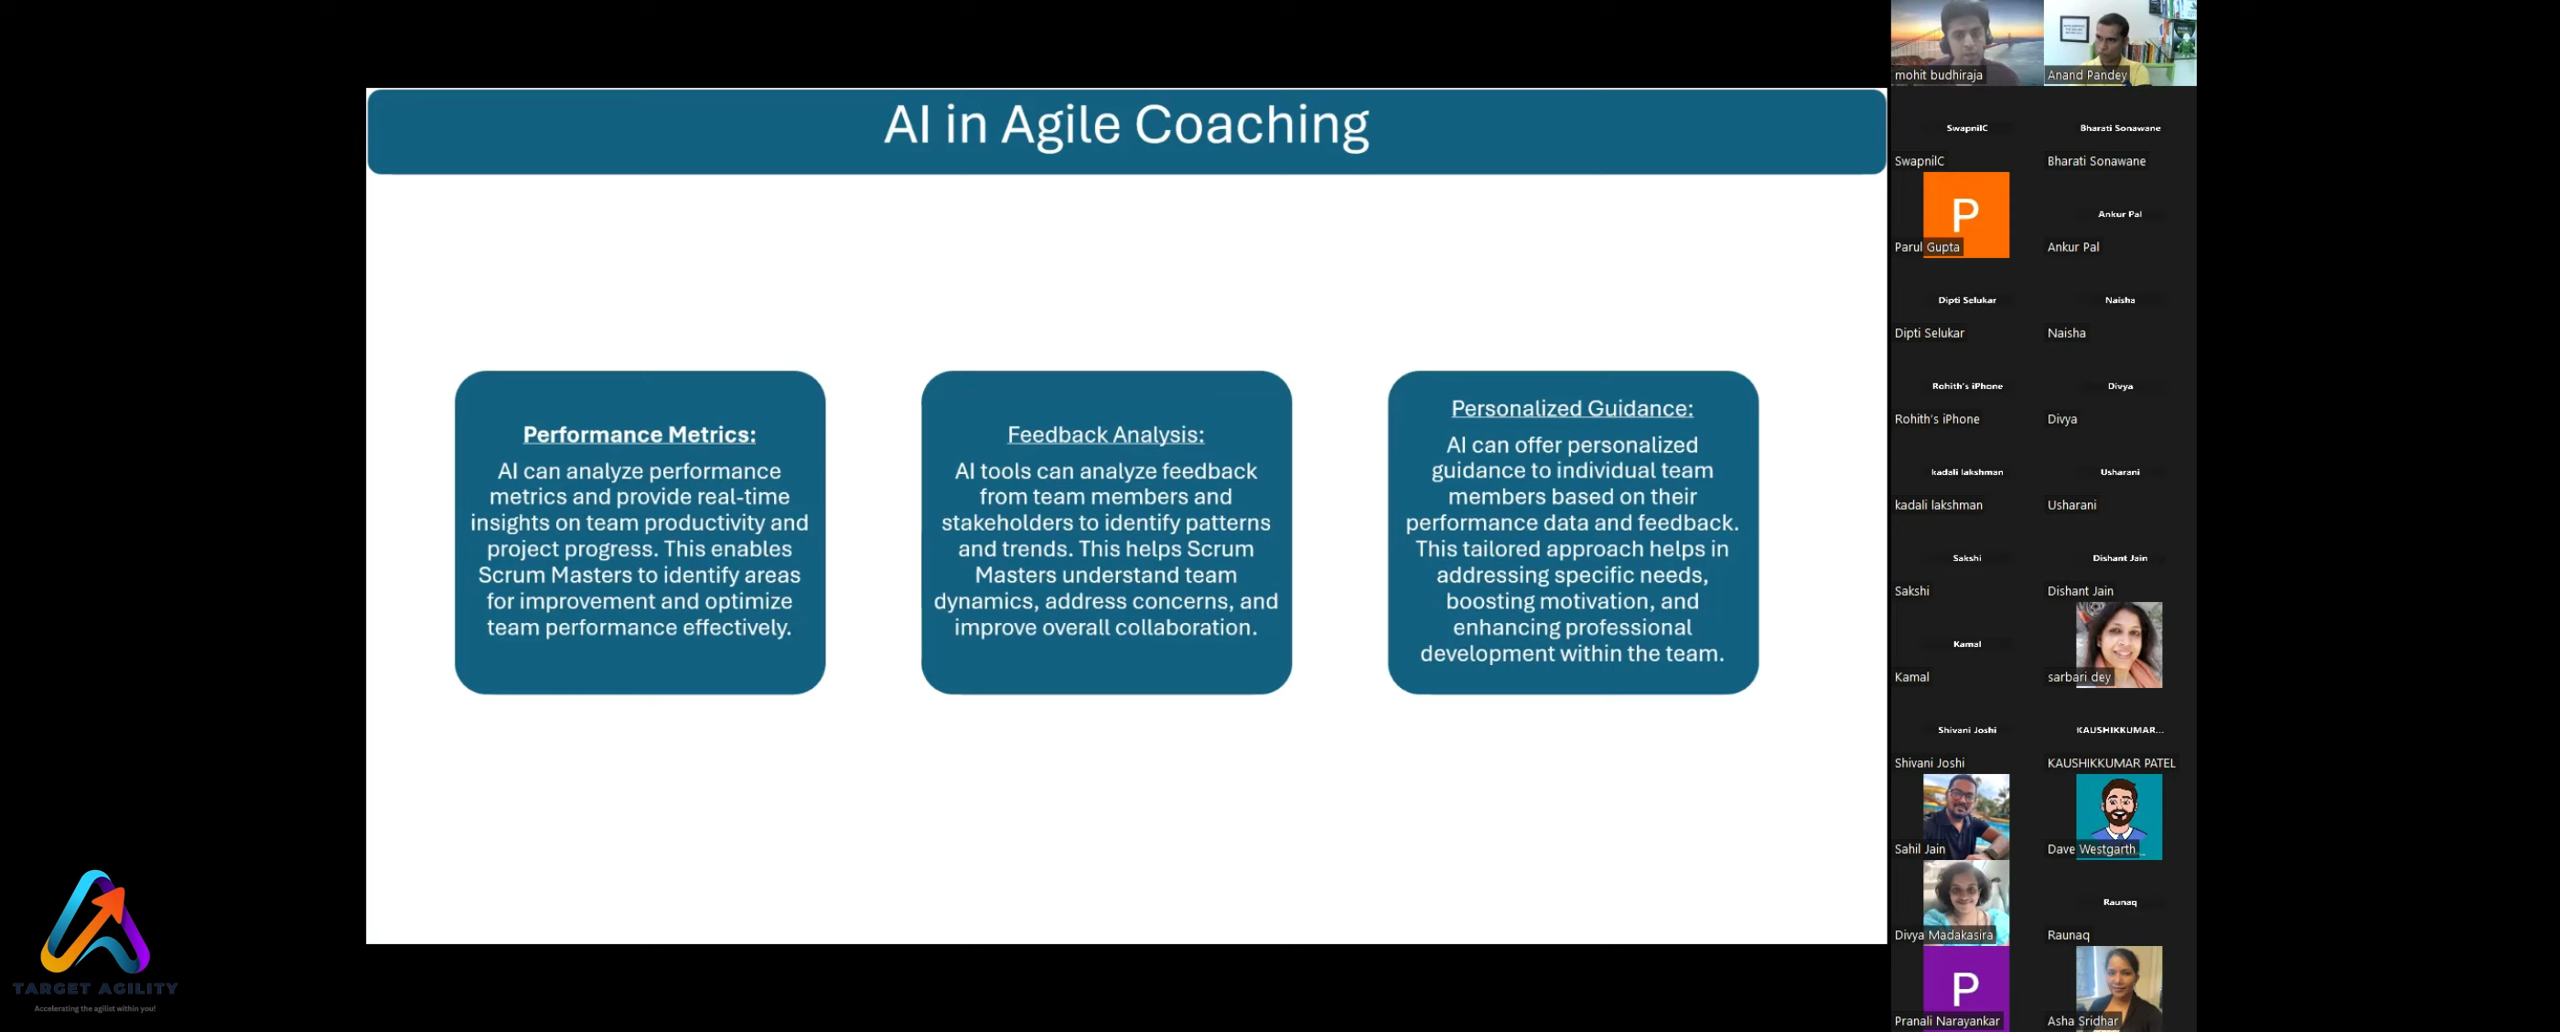 AI in Agile Coaching
Performance Metrics:
AI can analyze performance
metrics and provide real-time
insights on team productivity and
project progress. This enables
Scrum Masters to identify areas
for improvement and optimize
team performance effectively.
Feedback Analysis:
AI tools can analyze feedback
from team members and
stakeholders to identify patterns
and trends. This helps Scrum
Masters understand team
dynamics, address concerns, and
improve overall collaboration.
Personalized Guidance:
AI can offer personalized
guidance to individual team
members based on their
performance data and feedback.
This tailored approach helps in
addressing specific needs,
boosting motivation, and
enhancing professional
development within the team.
mohit budhiraja
Anand Pandey
SwapnilC
SwapnilC
Bharati Sonawane
Bharati Sonawane
P
Parul Gupta
Ankur Pal
Ankur Pal
Dipti Selukar
Dipti Selukar
Naisha
Naisha
Rohith's iPhone
Rohith's iPhone
Divya
Divya
kadali lakshman
kadali lakshman
Usharani
Usharani
Sakshi
Sakshi
Dishant Jain
Dishant Jain
Kamal
Kamal
sarbari dey
Shivani Joshi
Shivani Joshi
KAUSHIKKUMAR...
KAUSHIKKUMAR PATEL
Sahil Jain
Dave Westgarth
Divya Madakasira
Raunaq
Raunaq
P
Pranali Narayankar
Asha Sridhar
TARGET AGILITY
Accelerating the agilist within you!